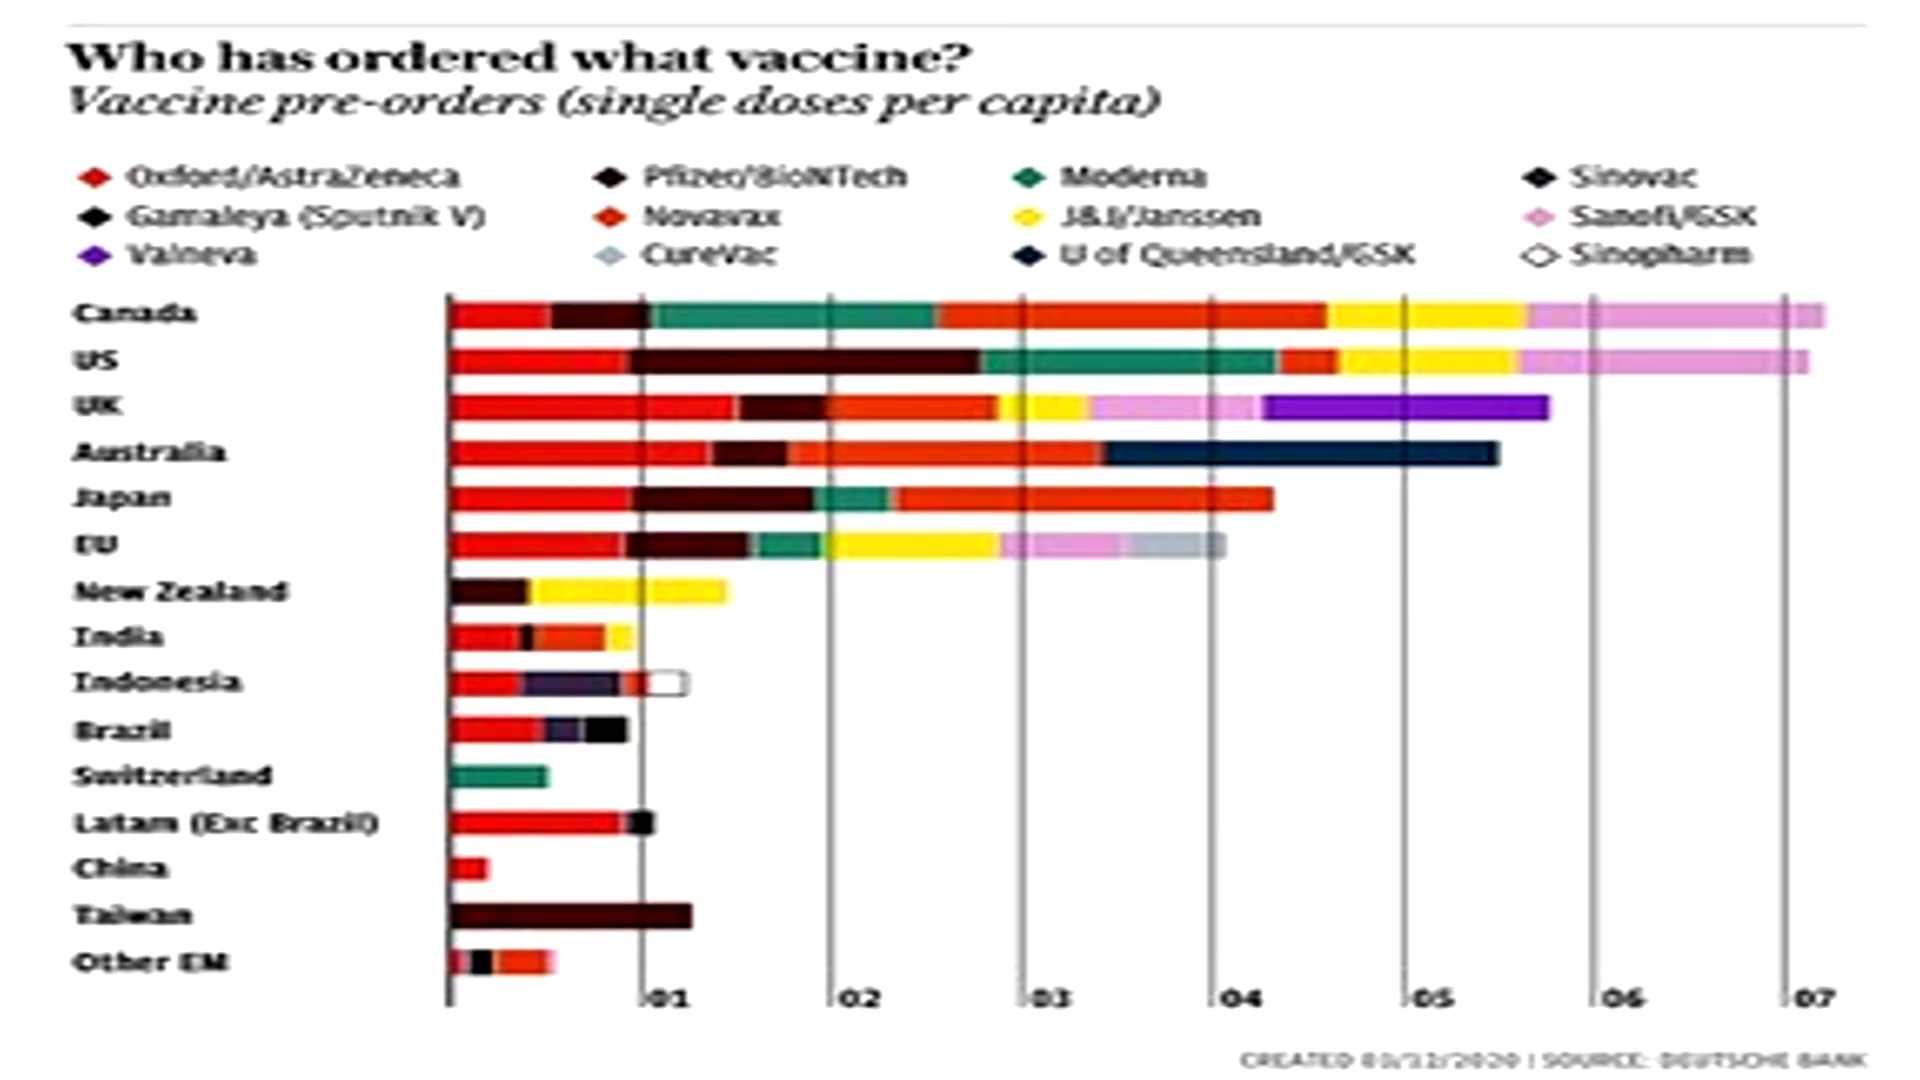 Who has ordered what vaccine?
Vaccine pre-orders (single doses per capita)
Oxford/AstraZeneca Pfizer/BioNTech Moderna Sinovac
Gamaleya (Sputnik V) Novavax J&J/Janssen Sanofi/GSK
Valneva CureVac U of Queensland/GSK Sinopharm
Canada
US
UK
Australia
Japan
EU
New Zealand
India
Indonesia
Brazil
Switzerland
Latam (Exc Brazil)
China
Taiwan
Other EM
01 02 03 04 05 06 07
CREATED /12/2020 | SOURCE: DEUTSCHE BANK